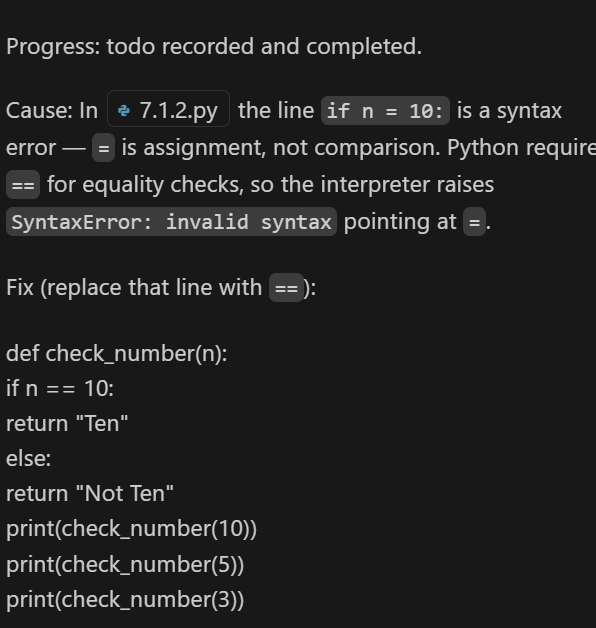 Progress: todo recorded and completed.
Cause: In 7.1.2.py the line if n = 10: is a syntax
error — = is assignment, not comparison. Python require
== for equality checks, so the interpreter raises
SyntaxError: invalid syntax pointing at =.
Fix (replace that line with ==):
def check_number(n):
if n == 10:
return "Ten"
else:
return "Not Ten"
print(check_number(10))
print(check_number(5))
print(check_number(3))